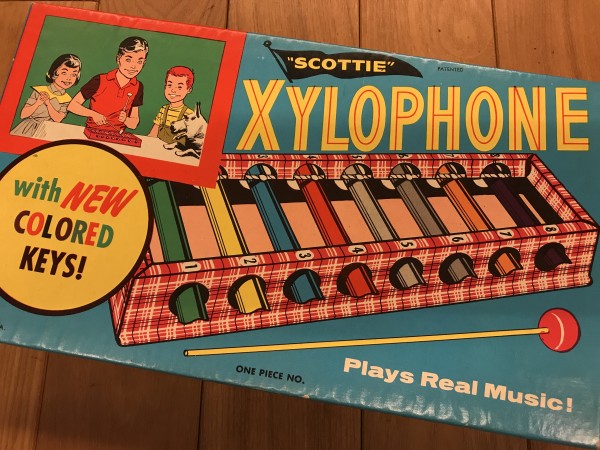 "SCOTTIE"
PATENTED
XYLOPHONE
with NEW
COLORED
KEYS!
1 2 3 4 5 6 7 8
ONE PIECE NO.
Plays Real Music!